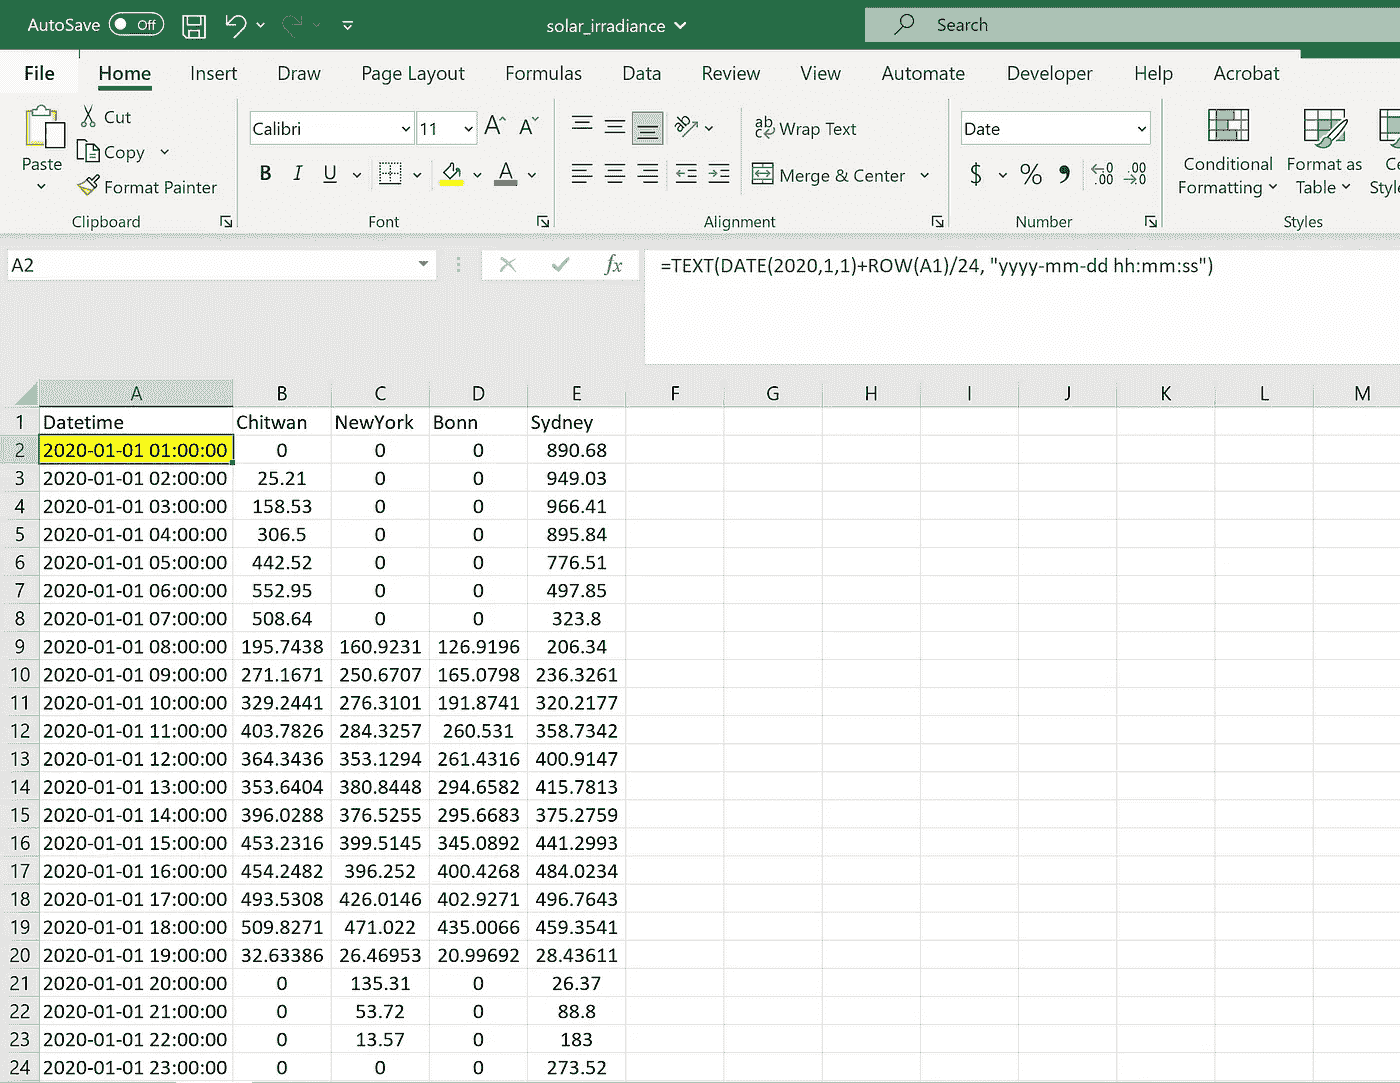 AutoSave Off solar_irradiance Search
File Home Insert Draw Page Layout Formulas Data Review View Automate Developer Help Acrobat
Paste Cut Copy Format Painter Clipboard
Calibri 11 A A B I U A Font
ab Wrap Text Merge & Center Alignment
Date $ % , .00 .00 Number
Conditional Formatting Format as Table Styles
A2 fx =TEXT(DATE(2020,1,1)+ROW(A1)/24, "yyyy-mm-dd hh:mm:ss")
A B C D E F G H I J K L M
1 Datetime Chitwan NewYork Bonn Sydney
2 2020-01-01 01:00:00 0 0 0 890.68
3 2020-01-01 02:00:00 25.21 0 0 949.03
4 2020-01-01 03:00:00 158.53 0 0 966.41
5 2020-01-01 04:00:00 306.5 0 0 895.84
6 2020-01-01 05:00:00 442.52 0 0 776.51
7 2020-01-01 06:00:00 552.95 0 0 497.85
8 2020-01-01 07:00:00 508.64 0 0 323.8
9 2020-01-01 08:00:00 195.7438 160.9231 126.9196 206.34
10 2020-01-01 09:00:00 271.1671 250.6707 165.0798 236.3261
11 2020-01-01 10:00:00 329.2441 276.3101 191.8741 320.2177
12 2020-01-01 11:00:00 403.7826 284.3257 260.531 358.7342
13 2020-01-01 12:00:00 364.3436 353.1294 261.4316 400.9147
14 2020-01-01 13:00:00 353.6404 380.8448 294.6582 415.7813
15 2020-01-01 14:00:00 396.0288 376.5255 295.6683 375.2759
16 2020-01-01 15:00:00 453.2316 399.5145 345.0892 441.2993
17 2020-01-01 16:00:00 454.2482 396.252 400.4268 484.0234
18 2020-01-01 17:00:00 493.5308 426.0146 402.9271 496.7643
19 2020-01-01 18:00:00 509.8271 471.022 435.0066 459.3541
20 2020-01-01 19:00:00 32.63386 26.46953 20.99692 28.43611
21 2020-01-01 20:00:00 0 135.31 0 26.37
22 2020-01-01 21:00:00 0 53.72 0 88.8
23 2020-01-01 22:00:00 0 13.57 0 183
24 2020-01-01 23:00:00 0 0 0 273.52